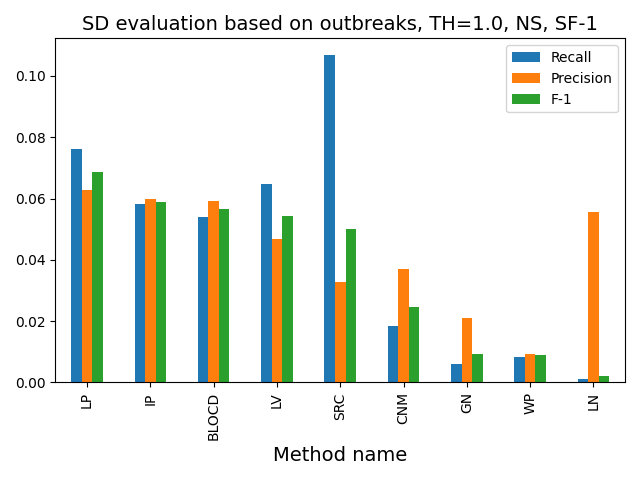 SD evaluation based on outbreaks, TH=1.0, NS, SF-1
Recall
Precision
F-1
0.10
0.08
0.06
0.04
0.02
0.00
LP
IP
BLOCD
LV
SRC
CNM
GN
WP
LN
Method name